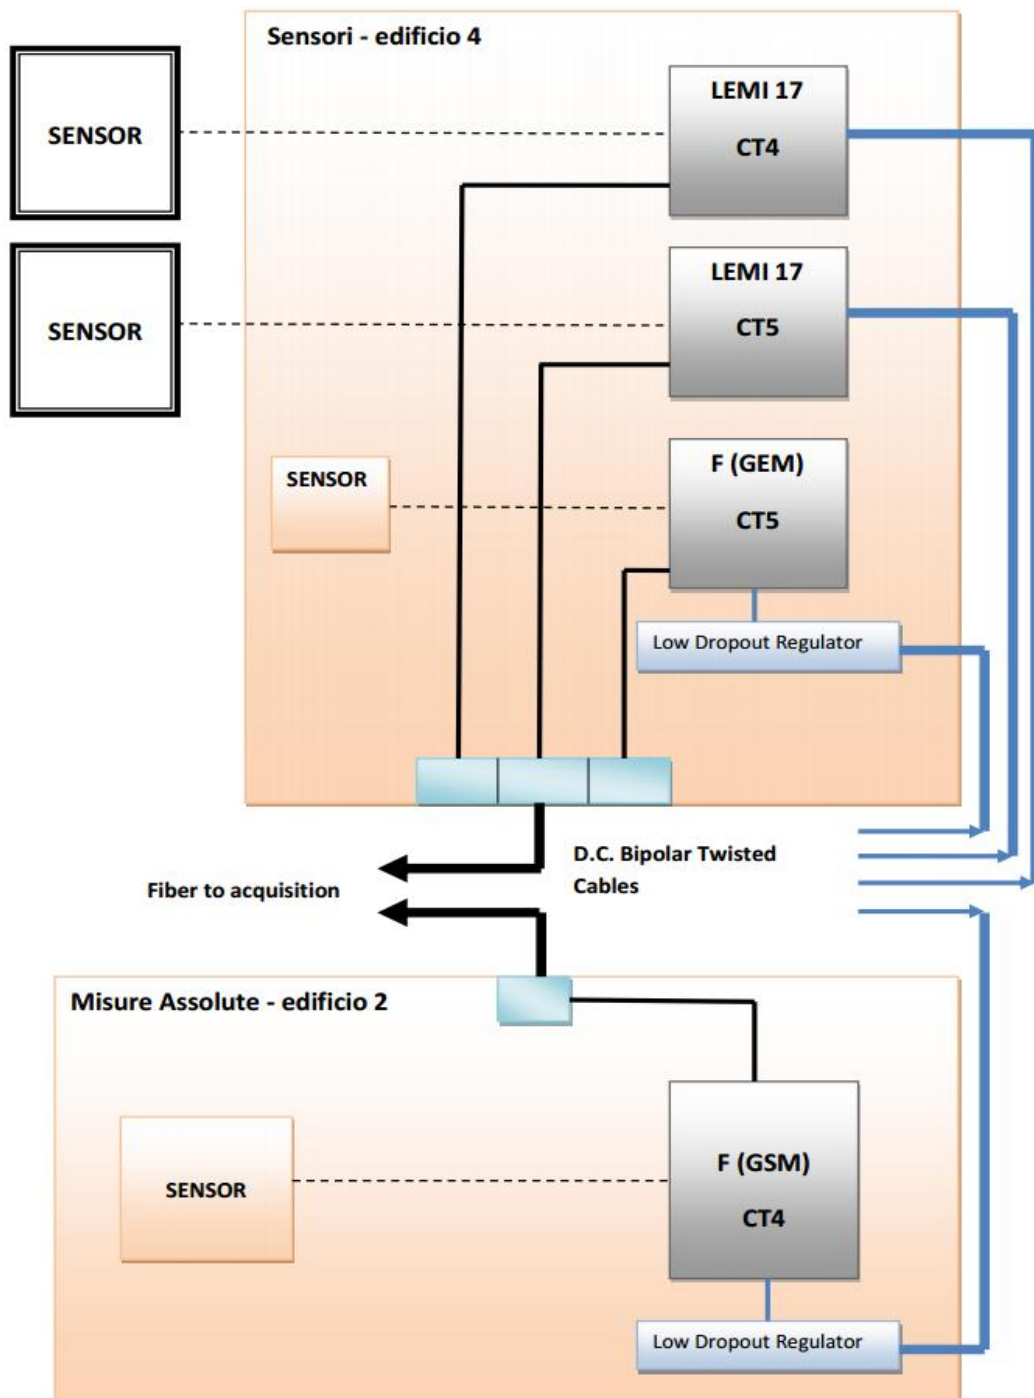 Sensori - edificio 4
LEMI 17
CT4
SENSOR
LEMI 17
CT5
SENSOR
F (GEM)
CT5
SENSOR
Low Dropout Regulator
D.C. Bipolar Twisted
Cables
Fiber to acquisition
Misure Assolute - edificio 2
F (GSM)
CT4
SENSOR
Low Dropout Regulator